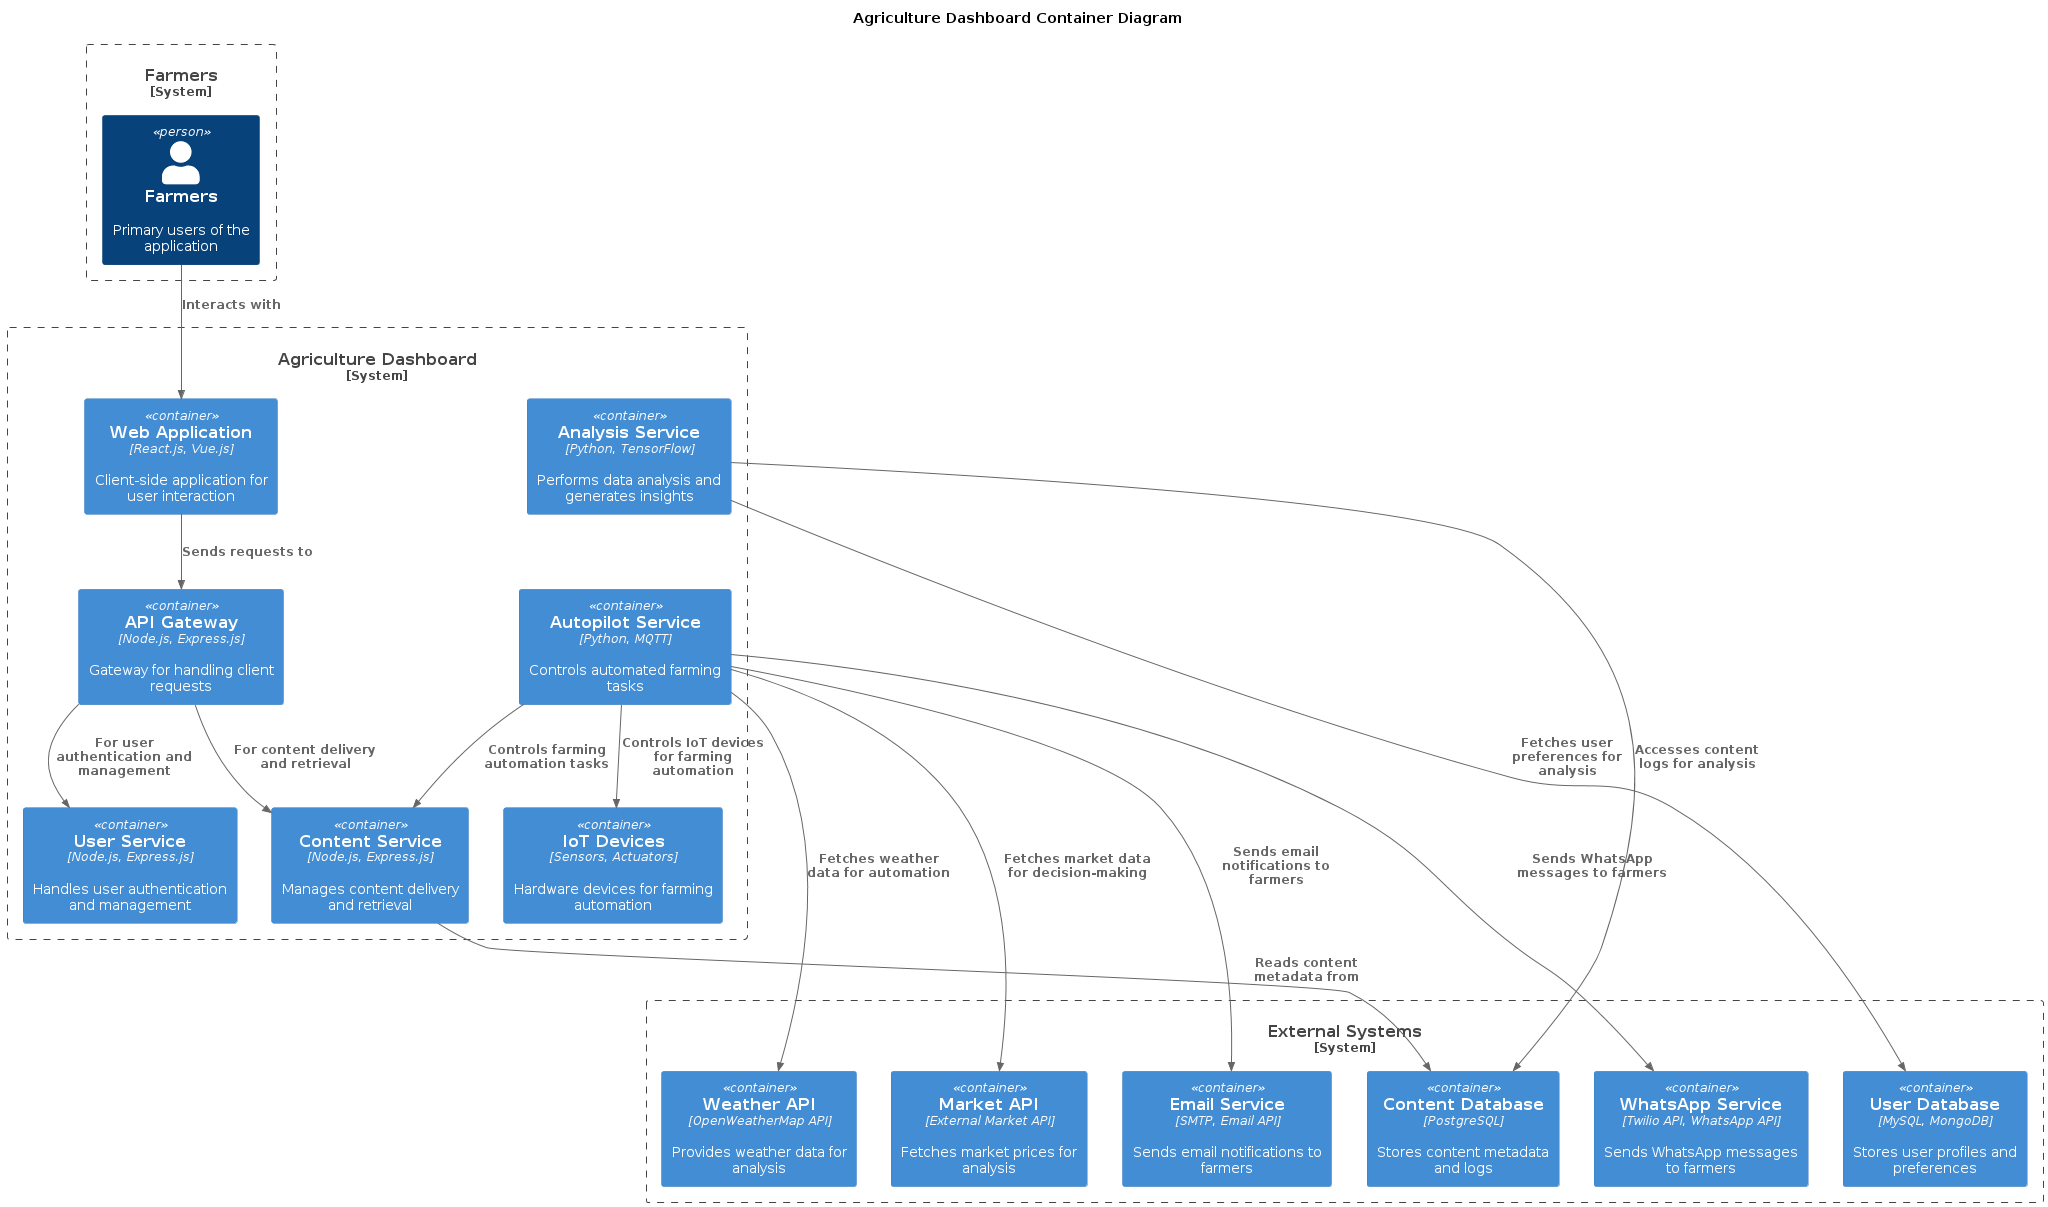 Agriculture Dashboard Container Diagram
Farmers
[System]
«person»
Farmers
Primary users of the
application
Interacts with
Agriculture Dashboard
[System]
«container»
Web Application
[React.js, Vue.js]
Client-side application for
user interaction
«container»
Analysis Service
[Python, TensorFlow]
Performs data analysis and
generates insights
Sends requests to
«container»
API Gateway
[Node.js, Express.js]
Gateway for handling client
requests
«container»
Autopilot Service
[Python, MQTT]
Controls automated farming
tasks
For user
authentication and
management
For content delivery
and retrieval
Controls farming
automation tasks
Controls IoT devices
for farming
automation
Fetches user
preferences for
analysis
Accesses content
logs for analysis
«container»
User Service
[Node.js, Express.js]
Handles user authentication
and management
«container»
Content Service
[Node.js, Express.js]
Manages content delivery
and retrieval
«container»
IoT Devices
[Sensors, Actuators]
Hardware devices for farming
automation
Fetches weather
data for automation
Fetches market data
for decision-making
Sends email
notifications to
farmers
Sends WhatsApp
messages to farmers
Reads content
metadata from
External Systems
[System]
«container»
Weather API
[OpenWeatherMap API]
Provides weather data for
analysis
«container»
Market API
[External Market API]
Fetches market prices for
analysis
«container»
Email Service
[SMTP, Email API]
Sends email notifications to
farmers
«container»
Content Database
[PostgreSQL]
Stores content metadata
and logs
«container»
WhatsApp Service
[Twilio API, WhatsApp API]
Sends WhatsApp messages
to farmers
«container»
User Database
[MySQL, MongoDB]
Stores user profiles and
preferences